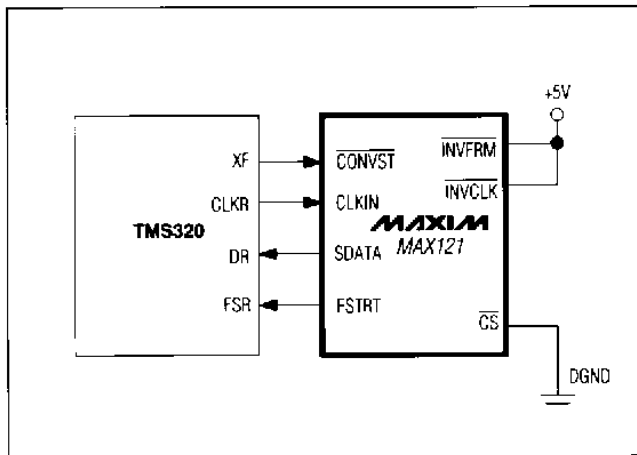 +5V
XF
CLKR
TMS320
DR
FSR
CONVST
CLKIN
SDATA
FSTRT
INVFRM
INVCLK
MAXIM
MAX121
CS
DGND